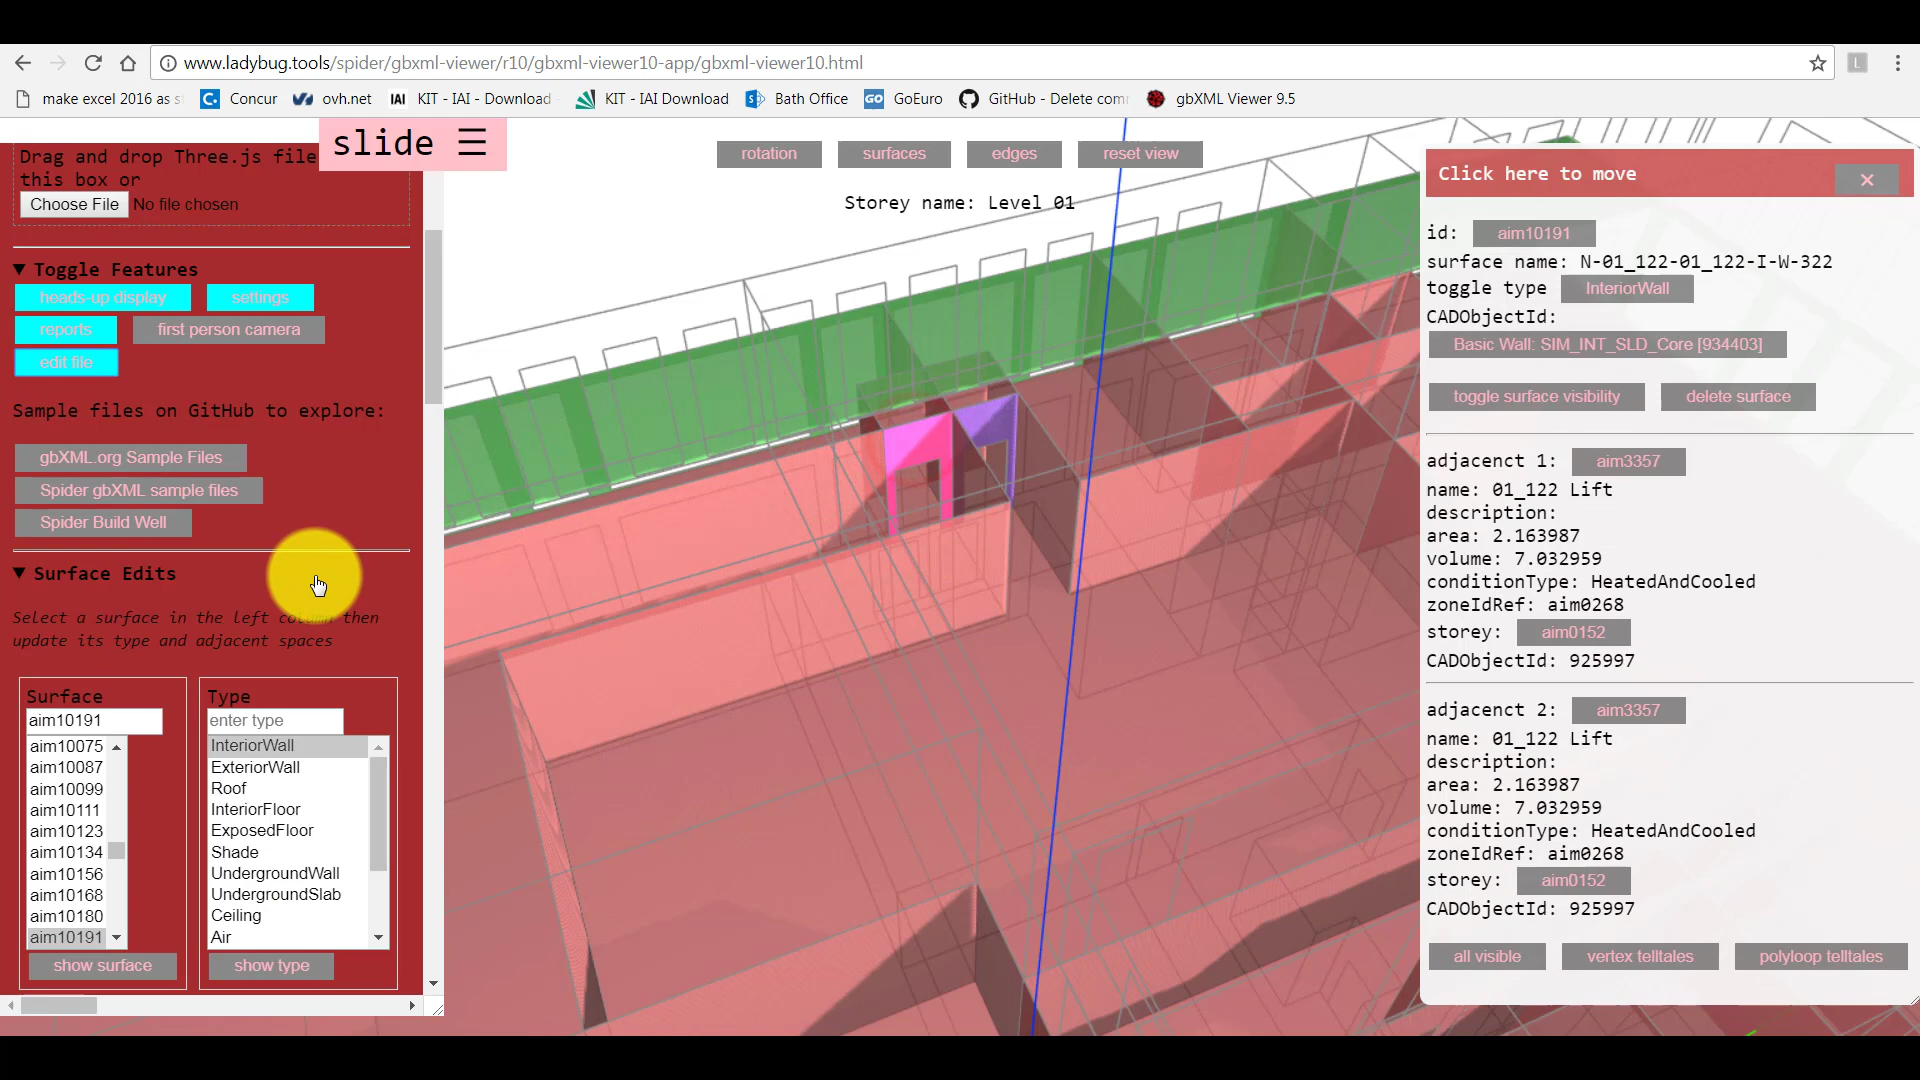 www.ladybug.tools/spider/gbxml-viewer/r10/gbxml-viewer10-app/gbxml-viewer10.html
L
make excel 2016 as s
Concur
ovh.net
KIT - IAI - Download
KIT - IAI Download
Bath Office
GoEuro
GitHub - Delete com
gbXML Viewer 9.5
slide ☰
Drag and drop Three.js file
this box or
Choose File No file chosen
▼ Toggle Features
heads-up display
settings
reports
first person camera
edit file
Sample files on GitHub to explore:
gbXML.org Sample Files
Spider gbXML sample files
Spider Build Well
▼ Surface Edits
Select a surface in the left column then
update its type and adjacent spaces
Surface
aim10191
aim10075
aim10087
aim10099
aim10111
aim10123
aim10134
aim10156
aim10168
aim10180
aim10191
show surface
Type
enter type
InteriorWall
ExteriorWall
Roof
InteriorFloor
ExposedFloor
Shade
UndergroundWall
UndergroundSlab
Ceiling
Air
show type
rotation
surfaces
edges
reset view
Storey name: Level 01
Click here to move
×
id: aim10191
surface name: N-01_122-01_122-I-W-322
toggle type InteriorWall
CADObjectId:
Basic Wall: SIM_INT_SLD_Core [934403]
toggle surface visibility
delete surface
adjacenct 1: aim3357
name: 01_122 Lift
description:
area: 2.163987
volume: 7.032959
conditionType: HeatedAndCooled
zoneIdRef: aim0268
storey: aim0152
CADObjectId: 925997
adjacenct 2: aim3357
name: 01_122 Lift
description:
area: 2.163987
volume: 7.032959
conditionType: HeatedAndCooled
zoneIdRef: aim0268
storey: aim0152
CADObjectId: 925997
all visible
vertex telltales
polyloop telltales